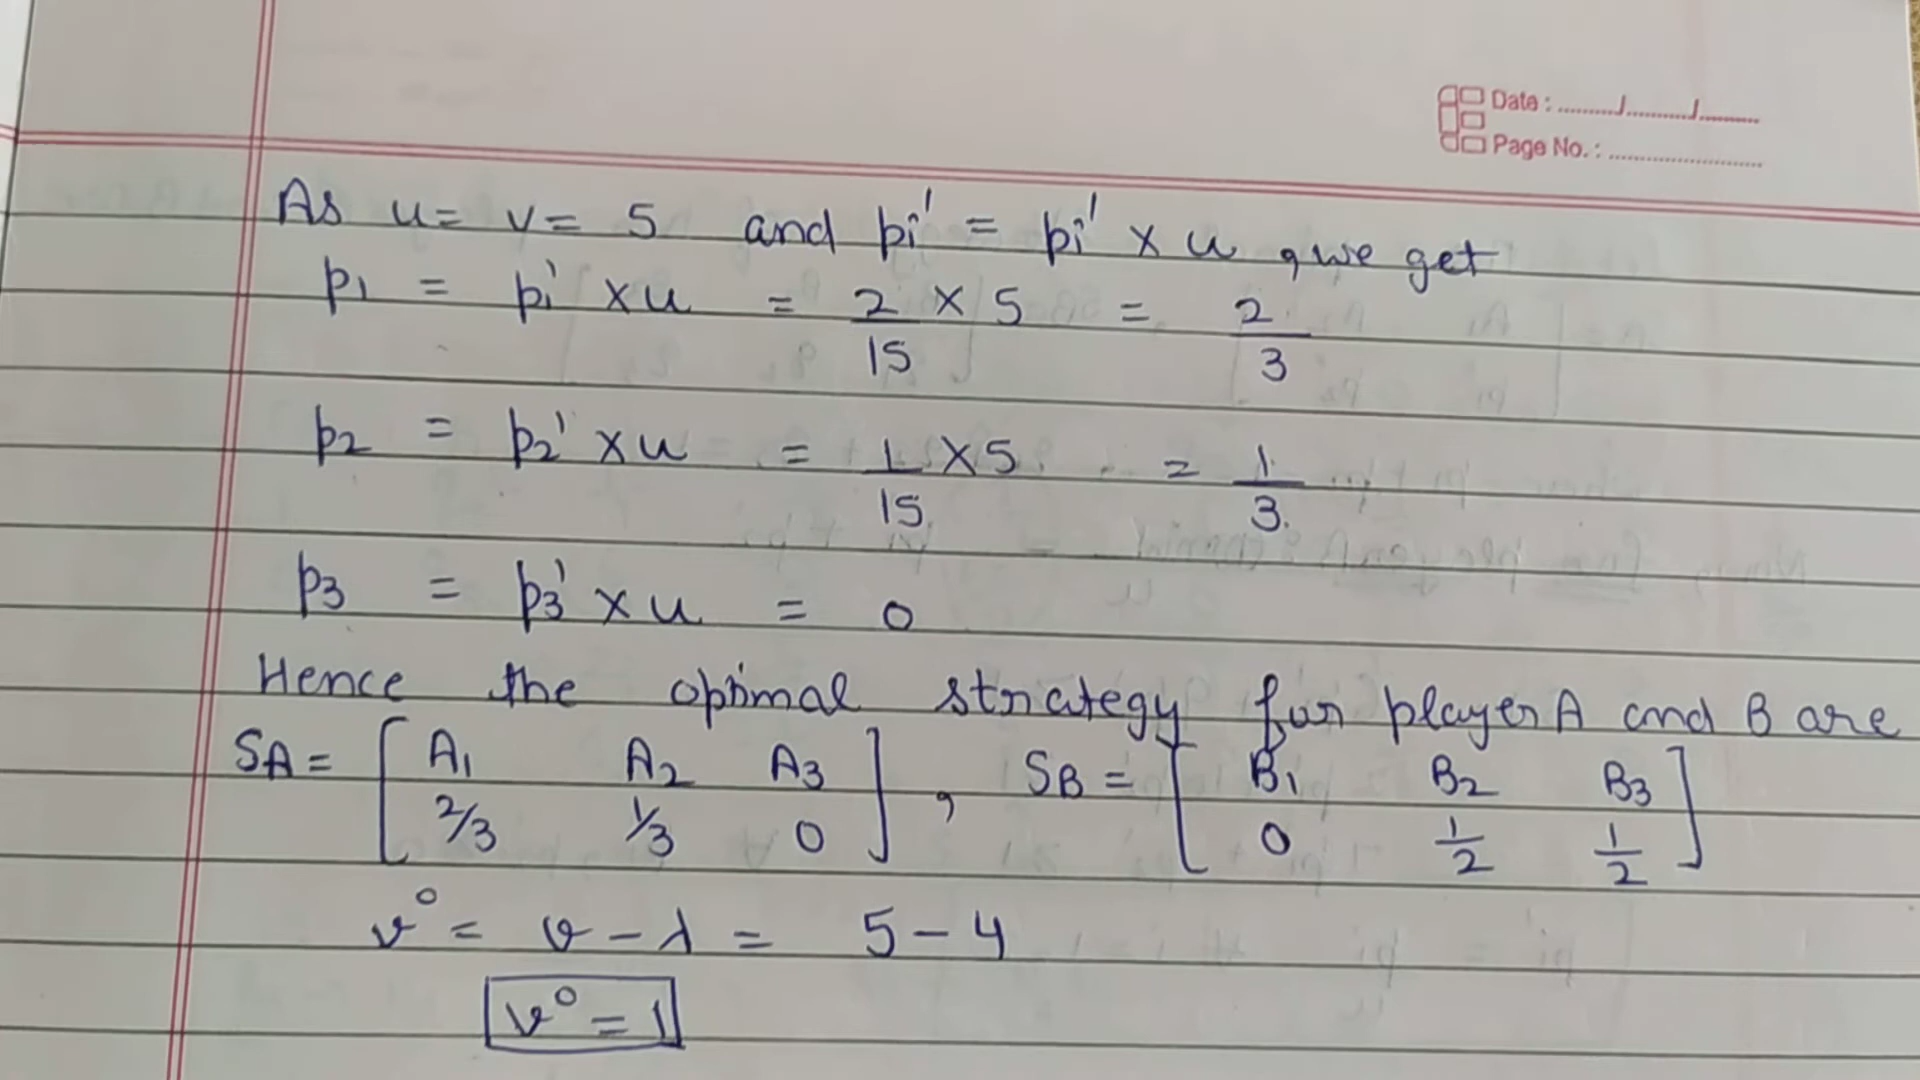 Date : ......../......../........
Page No. : ........................
As u = v = 5 and pi' = pi' × u , we get
p1 = pi' × u = 2/15 × 5 = 2/3
p2 = p2' × u = 1/15 × 5 = 1/3.
p3 = p3' × u = 0
Hence the optimal strategy for player A and B are
SA = [ A1 A2 A3 ] , SB = [ B1 B2 B3 ]
2/3 1/3 0 0 1/2 1/2
v° = v - λ = 5 - 4
v° = 1